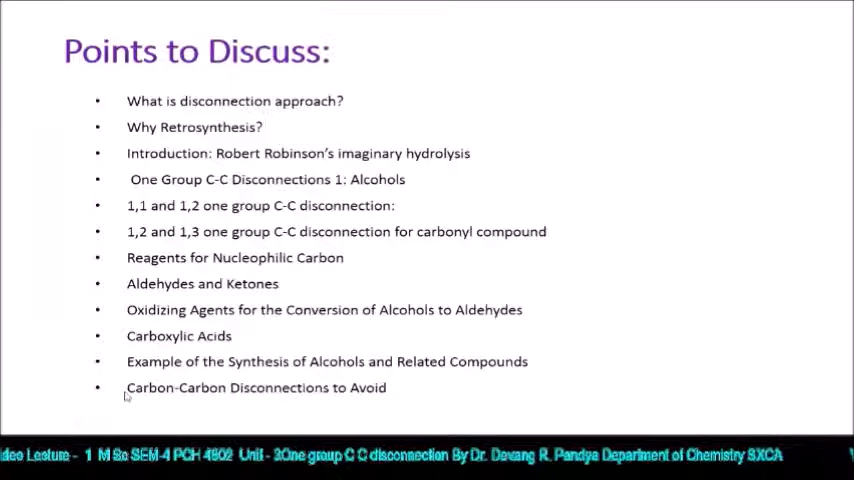 Points to Discuss:
• What is disconnection approach?
• Why Retrosynthesis?
• Introduction: Robert Robinson's imaginary hydrolysis
• One Group C-C Disconnections 1: Alcohols
• 1,1 and 1,2 one group C-C disconnection:
• 1,2 and 1,3 one group C-C disconnection for carbonyl compound
• Reagents for Nucleophilic Carbon
• Aldehydes and Ketones
• Oxidizing Agents for the Conversion of Alcohols to Aldehydes
• Carboxylic Acids
• Example of the Synthesis of Alcohols and Related Compounds
• Carbon-Carbon Disconnections to Avoid
ideo Lecture - 1 M Sc SEM-4 PCH 4802 Unit - 3One group C C disconnection By Dr. Devang R. Pandya Department of Chemistry SXCA